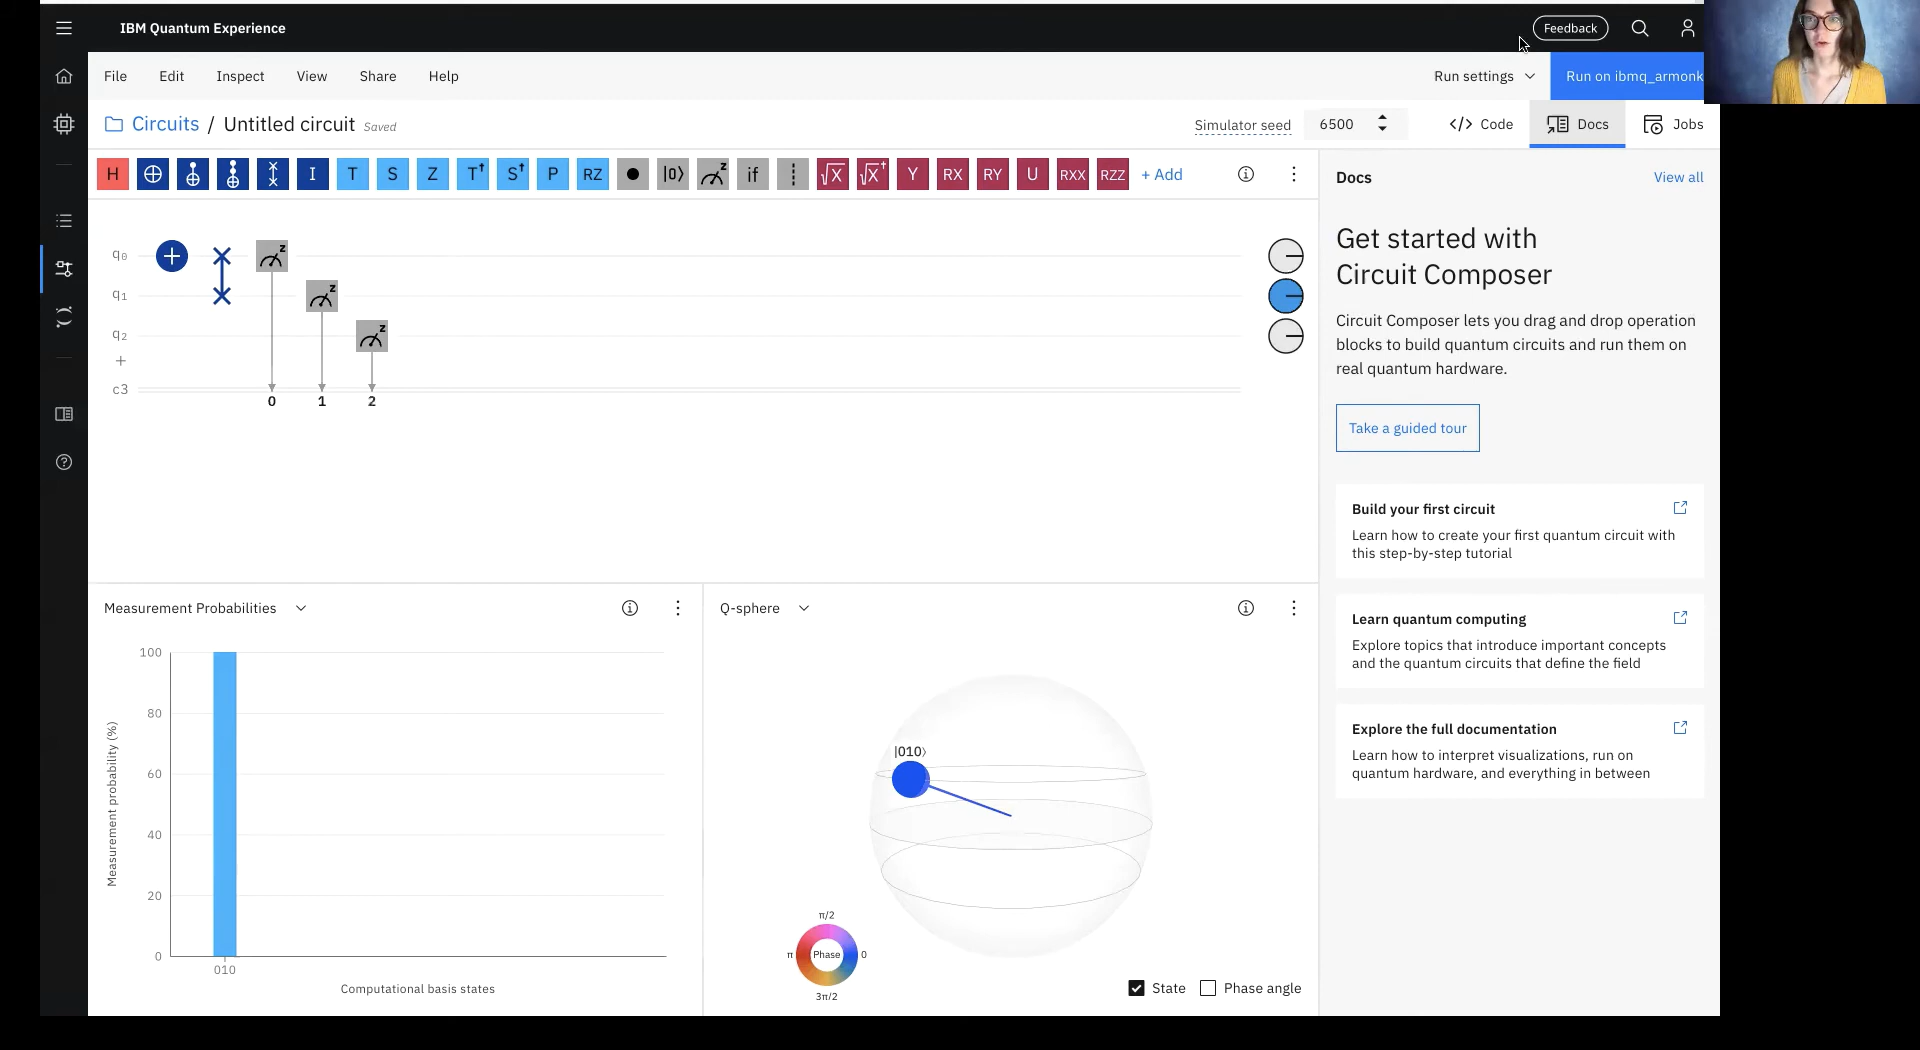 IBM Quantum Experience
Feedback
File Edit Inspect View Share Help
Run settings
Run on ibmq_armonk
Circuits / Untitled circuit Saved
Simulator seed 6500
</> Code
Docs
Jobs
H I T S Z T† S† P RZ |0⟩ z if √X √X† Y RX RY U RXX RZZ + Add
q0
z
q1
z
q2
z
+
c3
0 1 2
Docs
View all
Get started with
Circuit Composer
Circuit Composer lets you drag and drop operation
blocks to build quantum circuits and run them on
real quantum hardware.
Take a guided tour
Build your first circuit
Learn how to create your first quantum circuit with
this step-by-step tutorial
Learn quantum computing
Explore topics that introduce important concepts
and the quantum circuits that define the field
Explore the full documentation
Learn how to interpret visualizations, run on
quantum hardware, and everything in between
Measurement Probabilities
Measurement probability (%)
100
80
60
40
20
0
010
Computational basis states
Q-sphere
|010⟩
π/2
π
Phase
0
3π/2
State
Phase angle